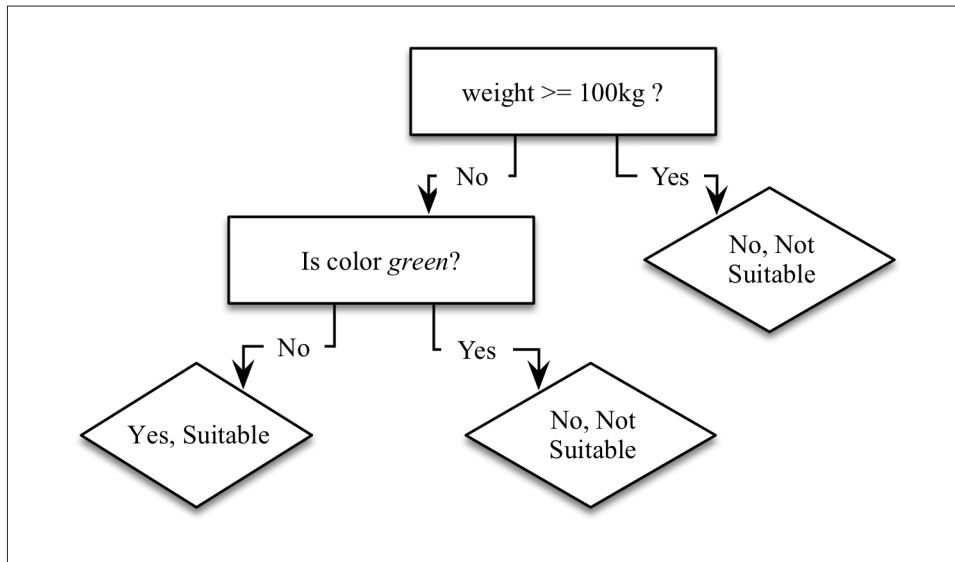 weight >= 100kg ?
No
Yes
No, Not
Suitable
Is color green?
No
Yes
Yes, Suitable
No, Not
Suitable